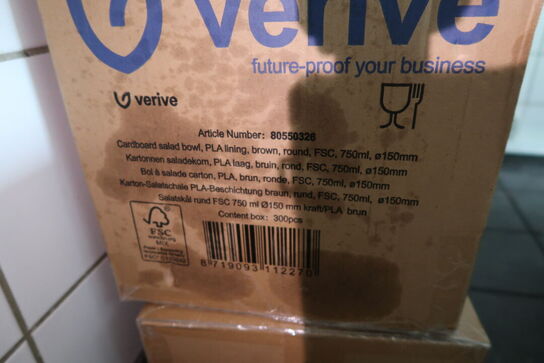 verive
future-proof your business
verive
Article Number: 80550326
Cardboard salad bowl, PLA lining, brown, round, FSC, 750ml, ø150mm
Kartonnen saladekom, PLA laag, bruin, rond, FSC, 750ml, ø150mm
Bol à salade carton, PLA, brun, ronde, FSC, 750ml, ø150mm
Karton-Salatschale PLA-Beschichtung braun, rund, FSC, 750ml, ø150mm
Salatskål rund FSC 750 ml Ø150 mm kraft/PLA brun
Content box: 300pcs
FSC
MIX
8 719093 112270